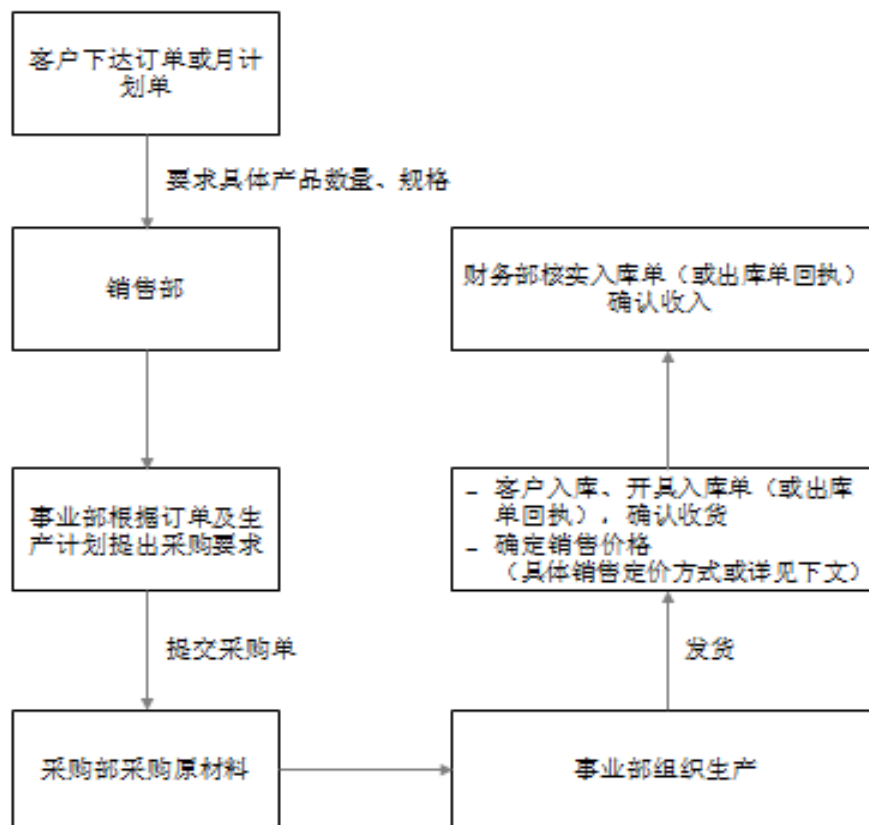 客户下达订单或月计
划单
要求具体产品数量、规格
销售部
事业部根据订单及生
产计划提出采购要求
提交采购单
采购部采购原材料
事业部组织生产
发货
- 客户入库、开具入库单（或出库
单回执），确认收货
- 确定销售价格
（具体销售定价方式或详见下文）
财务部核实入库单（或出库单回执）
确认收入